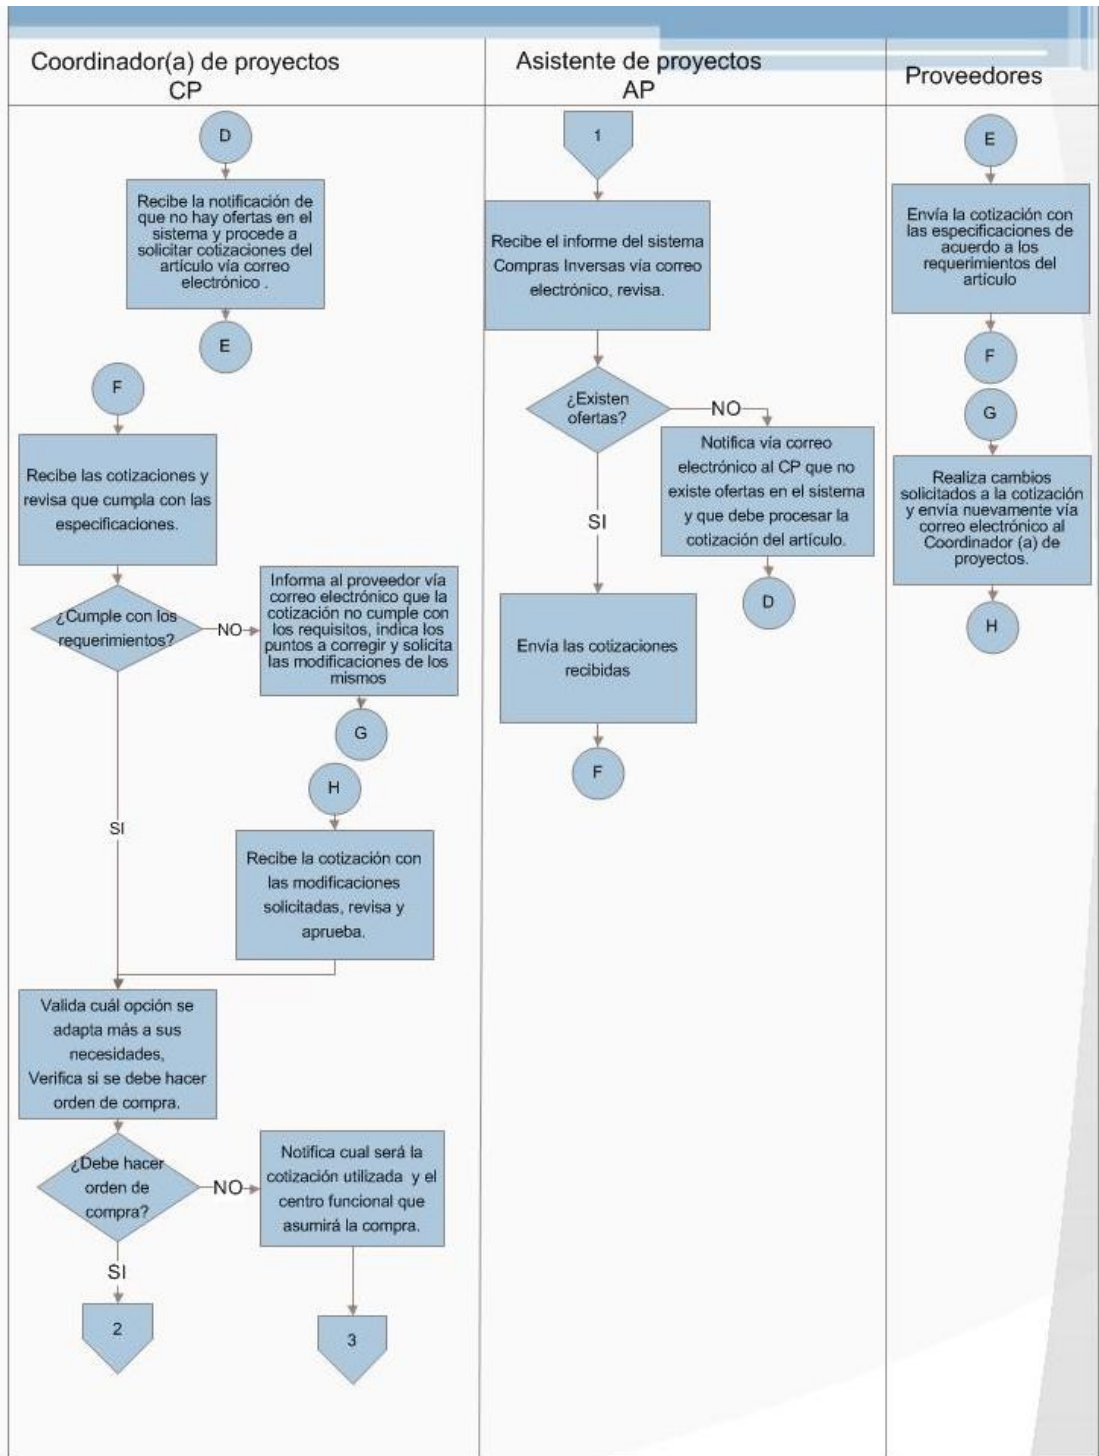 Coordinador(a) de proyectos
CP
D
Recibe la notificación de
que no hay ofertas en el
sistema y procede a
solicitar cotizaciones del
artículo vía correo
electrónico .
E
F
Recibe las cotizaciones y
revisa que cumpla con las
especificaciones.
¿Cumple con los
requerimientos?
NO
Informa al proveedor vía
correo electrónico que la
cotización no cumple con
los requisitos, indica los
puntos a corregir y solicita
las modificaciones de los
mismos
G
H
SI
Recibe la cotización con
las modificaciones
solicitadas, revisa y
aprueba.
Valida cuál opción se
adapta más a sus
necesidades,
Verifica si se debe hacer
orden de compra.
¿Debe hacer
orden de
compra?
NO
Notifica cual será la
cotización utilizada y el
centro funcional que
asumirá la compra.
SI
2
3
Asistente de proyectos
AP
1
Recibe el informe del sistema
Compras Inversas vía correo
electrónico, revisa.
¿Existen
ofertas?
NO
Notifica vía correo
electrónico al CP que no
existe ofertas en el sistema
y que debe procesar la
cotización del artículo.
D
SI
Envía las cotizaciones
recibidas
F
Proveedores
E
Envía la cotización con
las especificaciones de
acuerdo a los
requerimientos del
artículo
F
G
Realiza cambios
solicitados a la cotización
y envía nuevamente vía
correo electrónico al
Coordinador (a) de
proyectos.
H